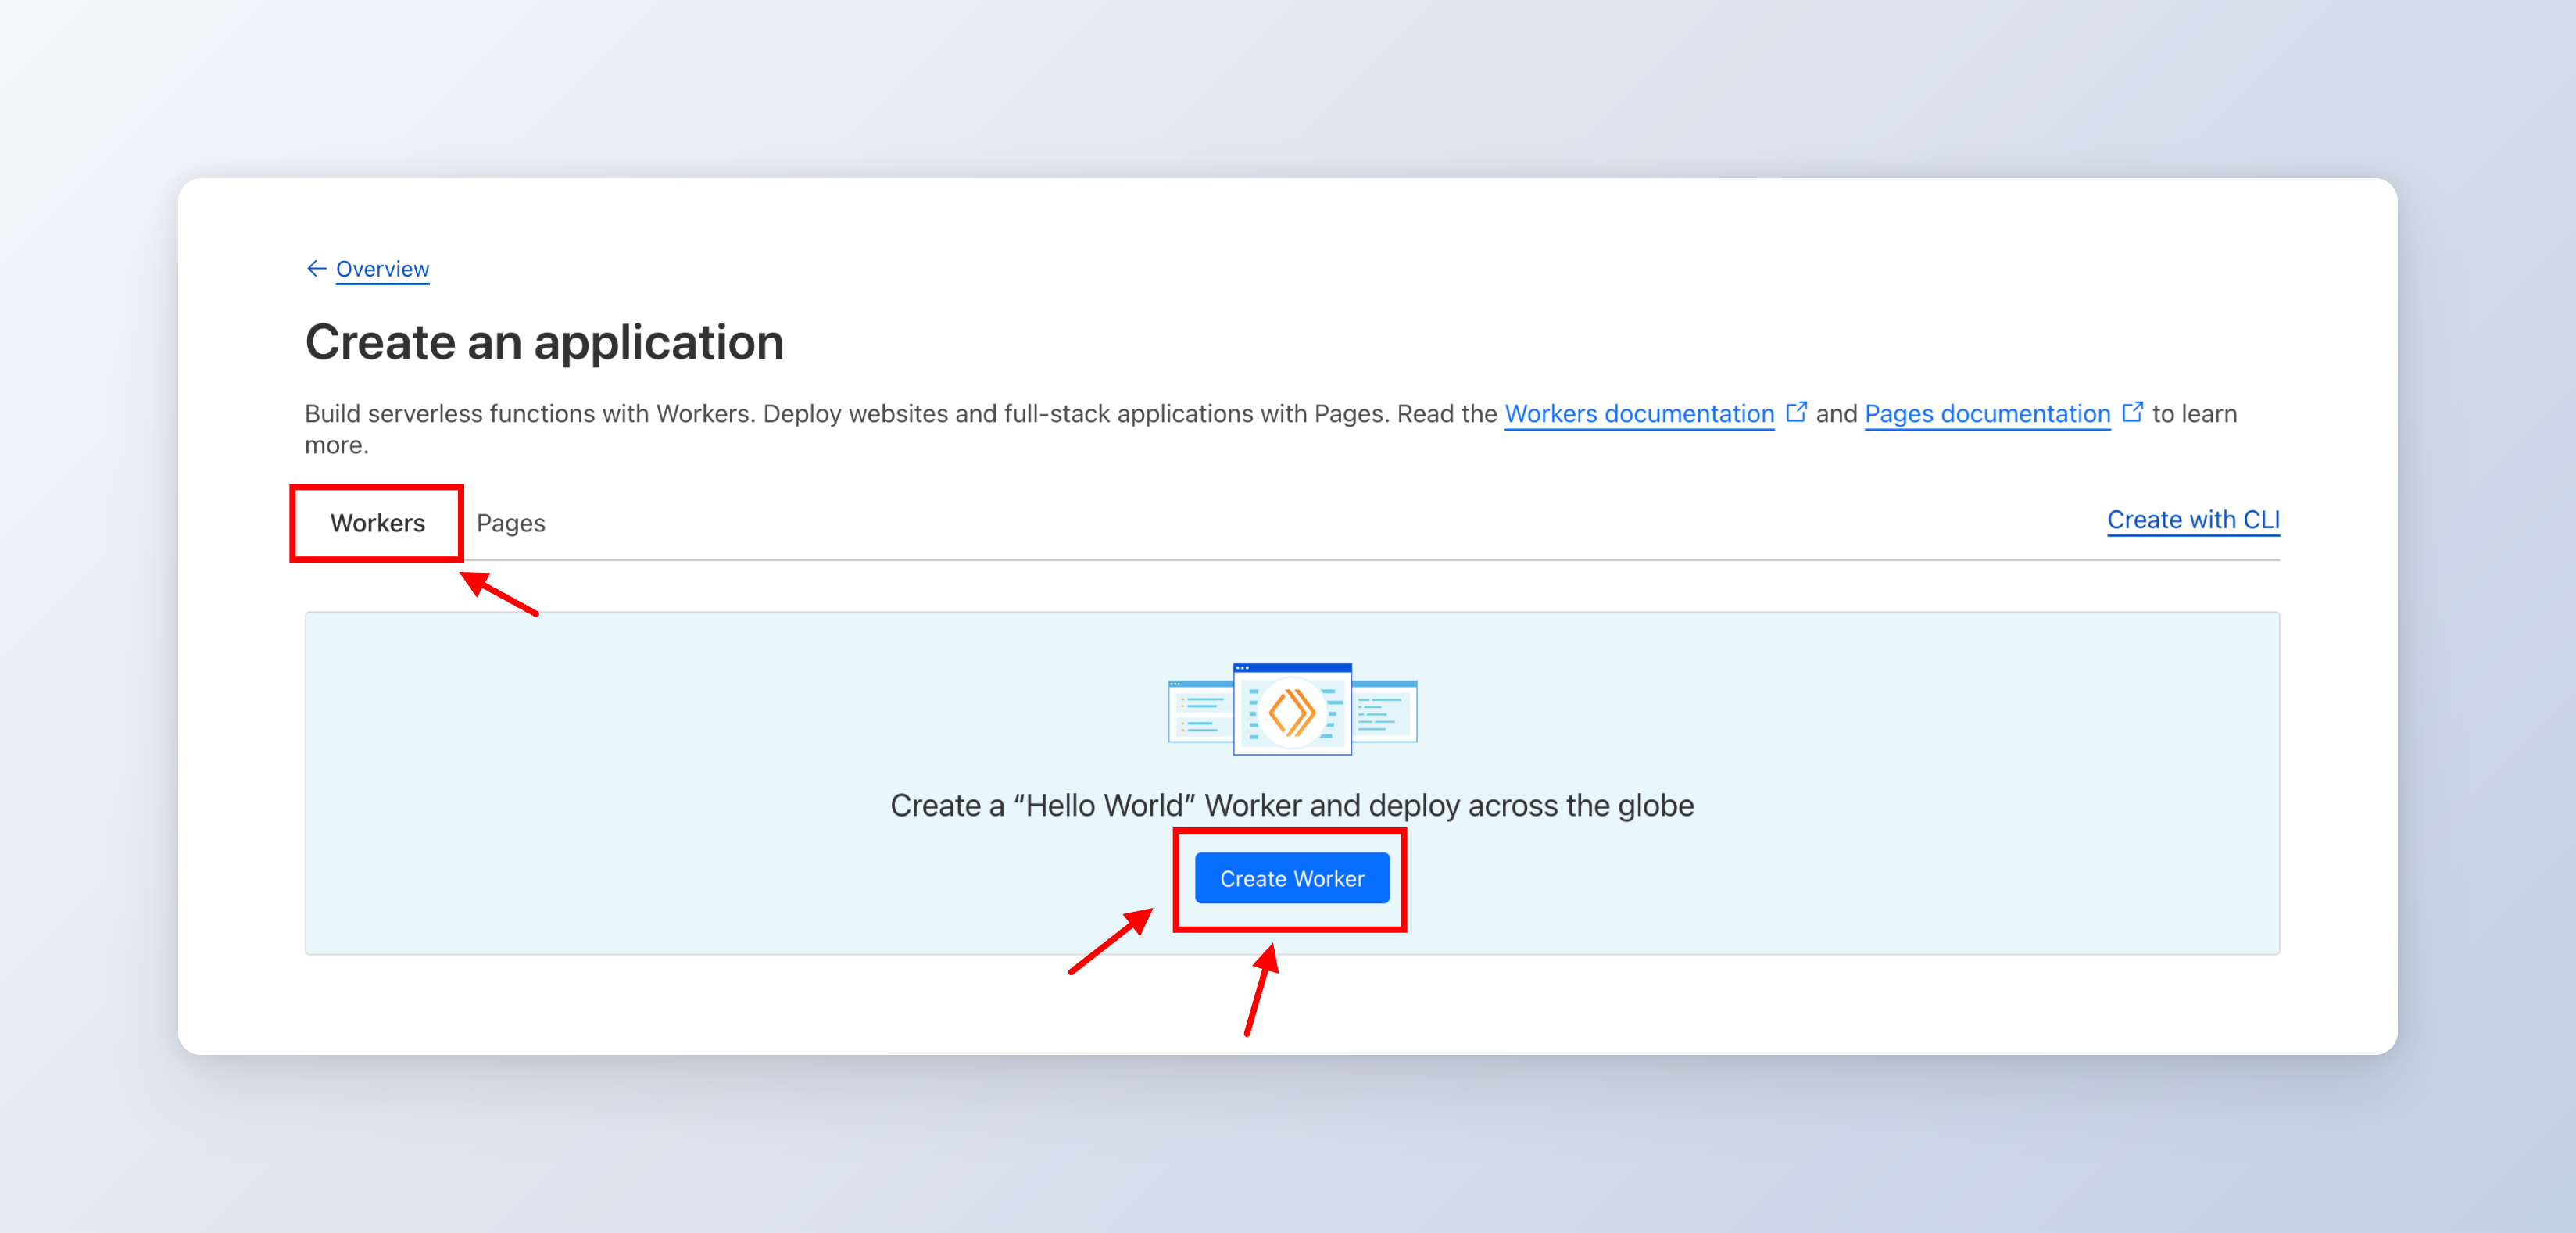 Overview
Create an application
Build serverless functions with Workers. Deploy websites and full-stack applications with Pages. Read the Workers documentation and Pages documentation to learn
more.
Workers Pages Create with CLI
Create a “Hello World” Worker and deploy across the globe
Create Worker